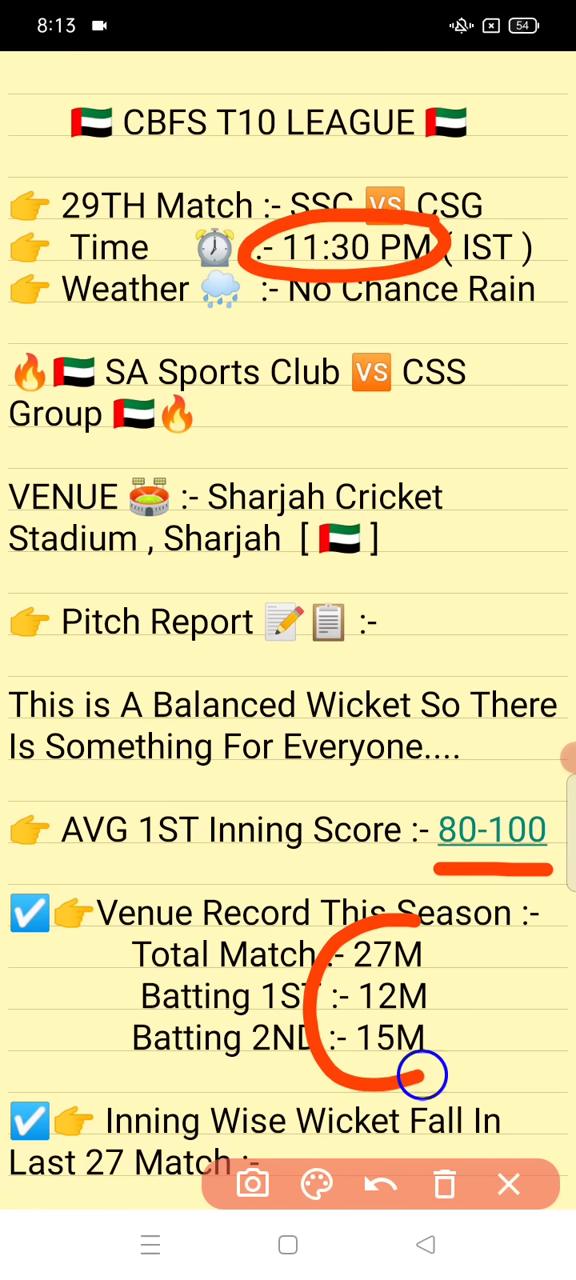 8:13
54
CBFS T10 LEAGUE
29TH Match :- SSC VS CSG
Time :- 11:30 PM ( IST )
Weather :- No Chance Rain
SA Sports Club VS CSS
Group
VENUE :- Sharjah Cricket
Stadium , Sharjah [ ]
Pitch Report :-
This is A Balanced Wicket So There
Is Something For Everyone....
AVG 1ST Inning Score :- 80-100
Venue Record This Season :-
Total Match :- 27M
Batting 1ST :- 12M
Batting 2ND :- 15M
Inning Wise Wicket Fall In
Last 27 Match :-